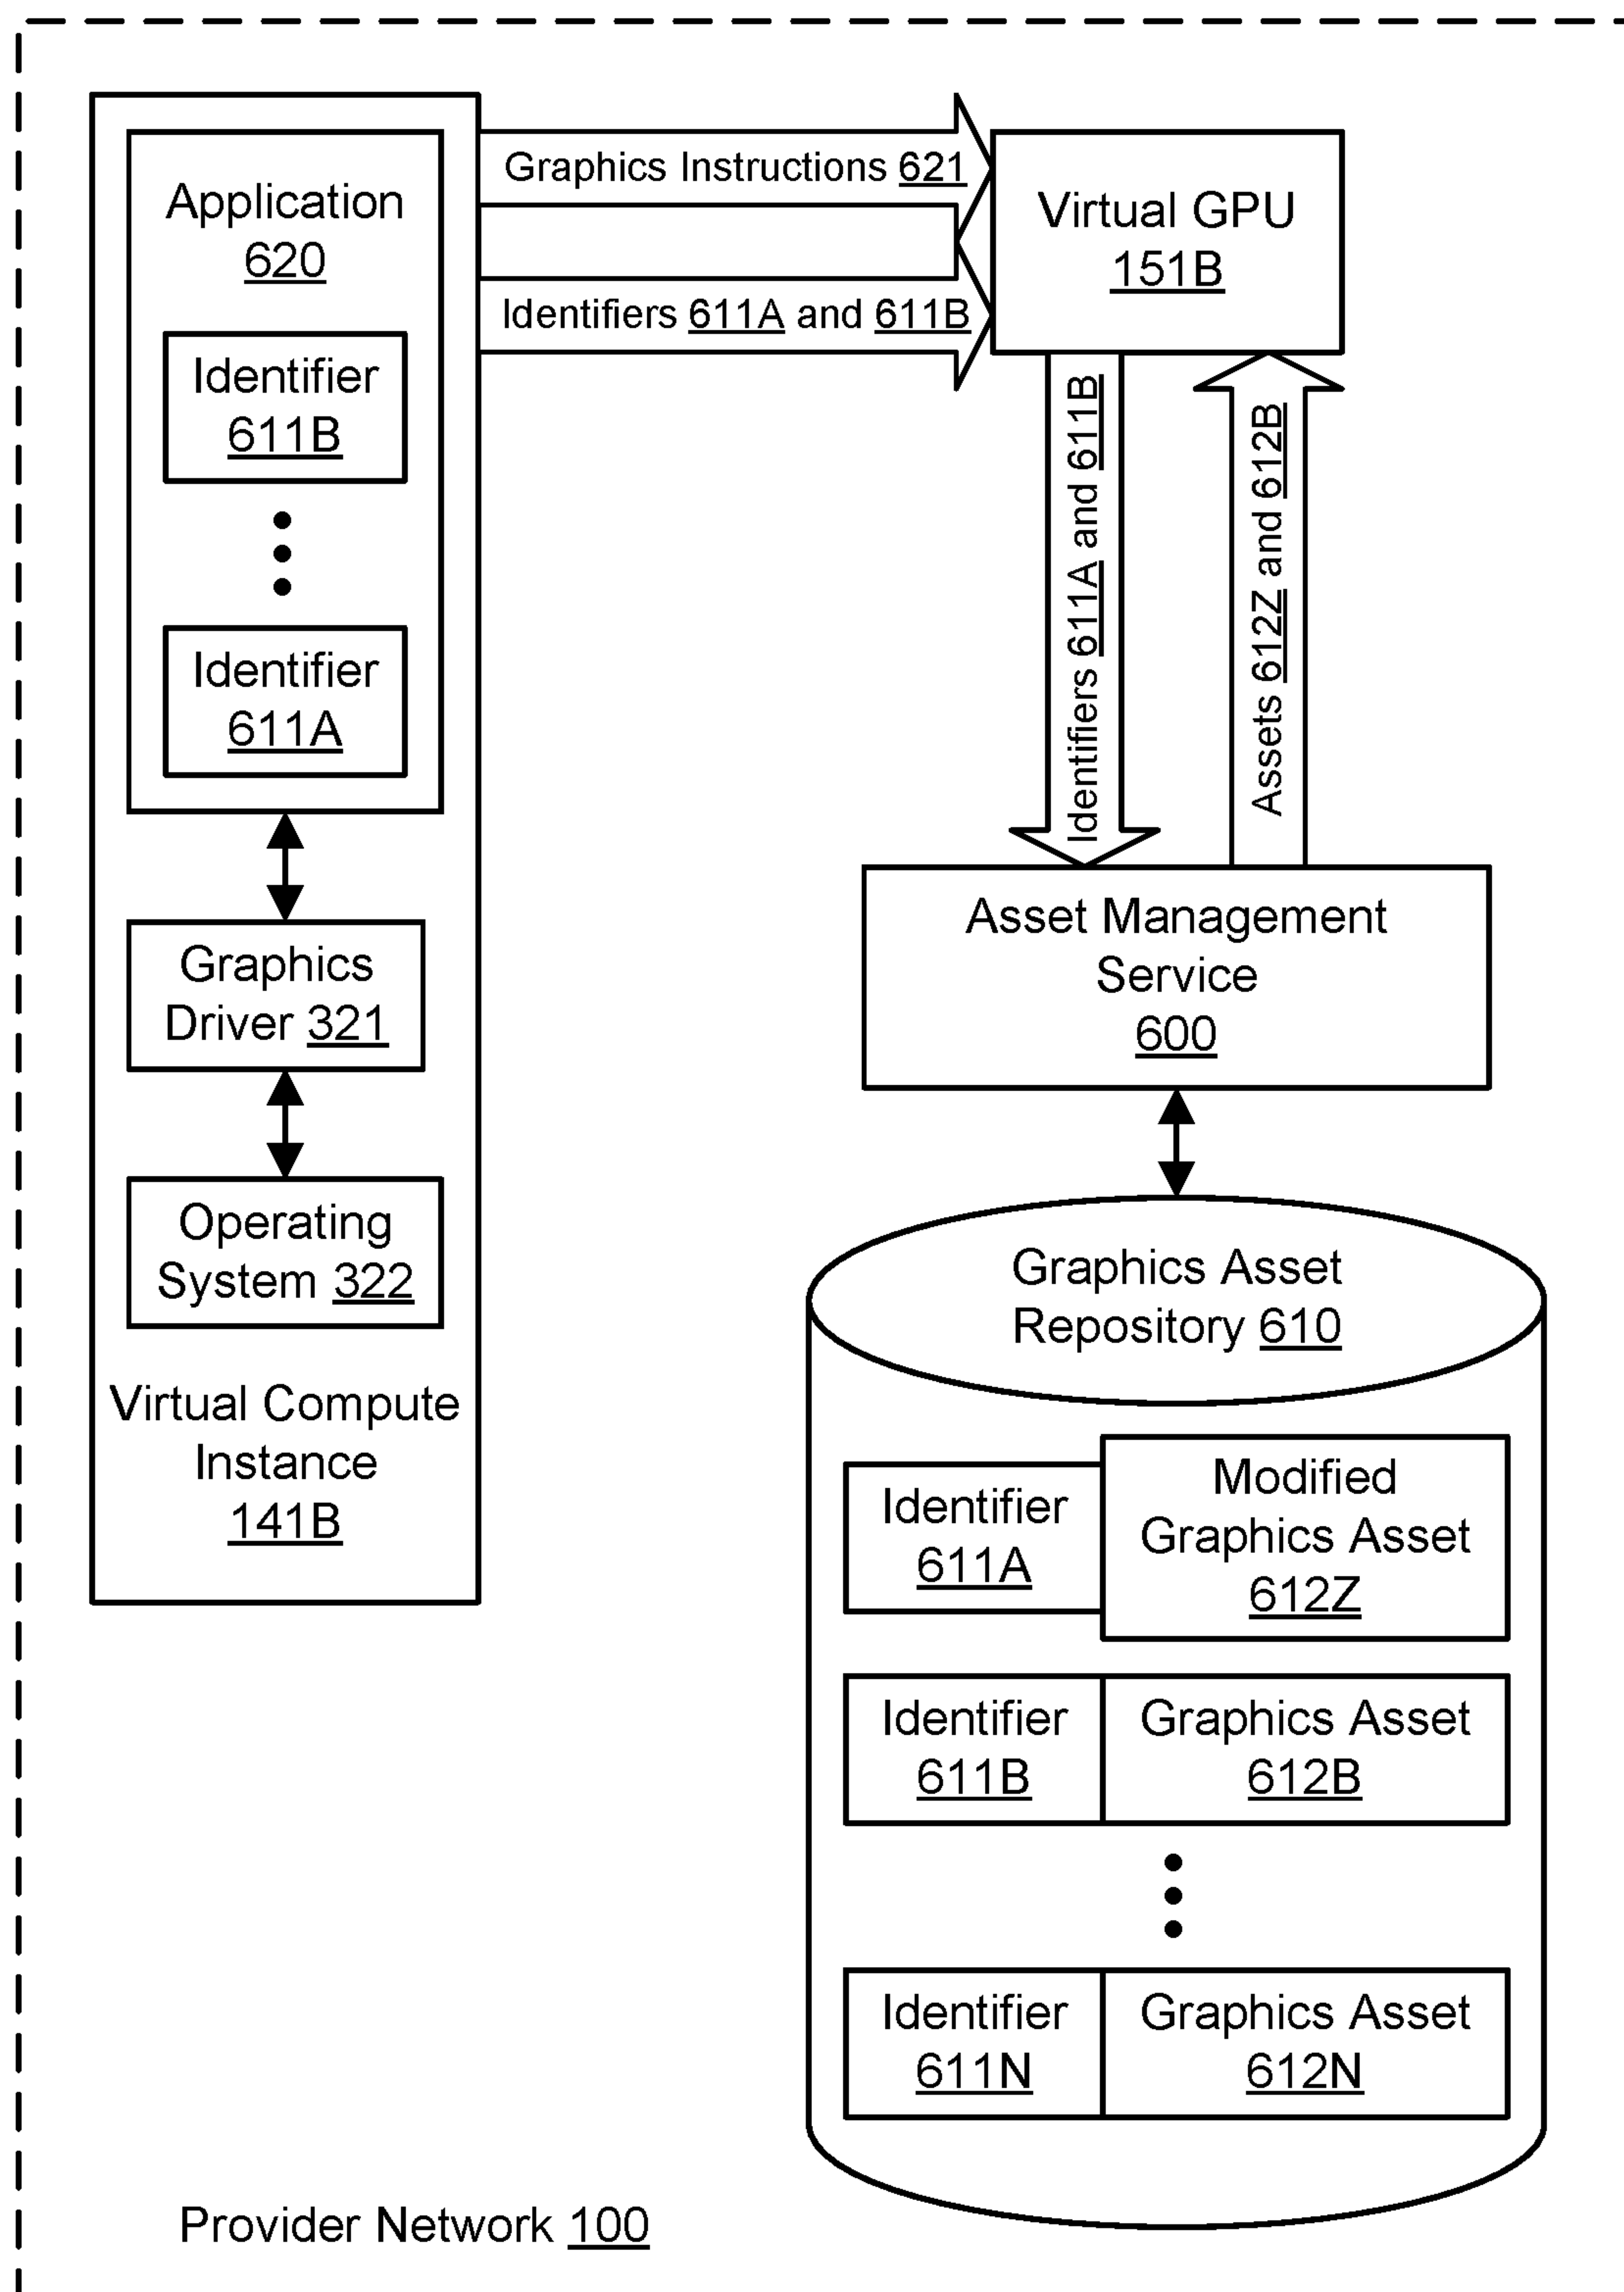 Application
620
Identifier
611B
Identifier
611A
Graphics
Driver 321
Operating
System 322
Virtual Compute
Instance
141B
Graphics Instructions 621
Identifiers 611A and 611B
Virtual GPU
151B
Identifiers 611A and 611B
Assets 612Z and 612B
Asset Management
Service
600
Graphics Asset
Repository 610
Identifier
611A
Modified
Graphics Asset
612Z
Identifier
611B
Graphics Asset
612B
Identifier
611N
Graphics Asset
612N
Provider Network 100